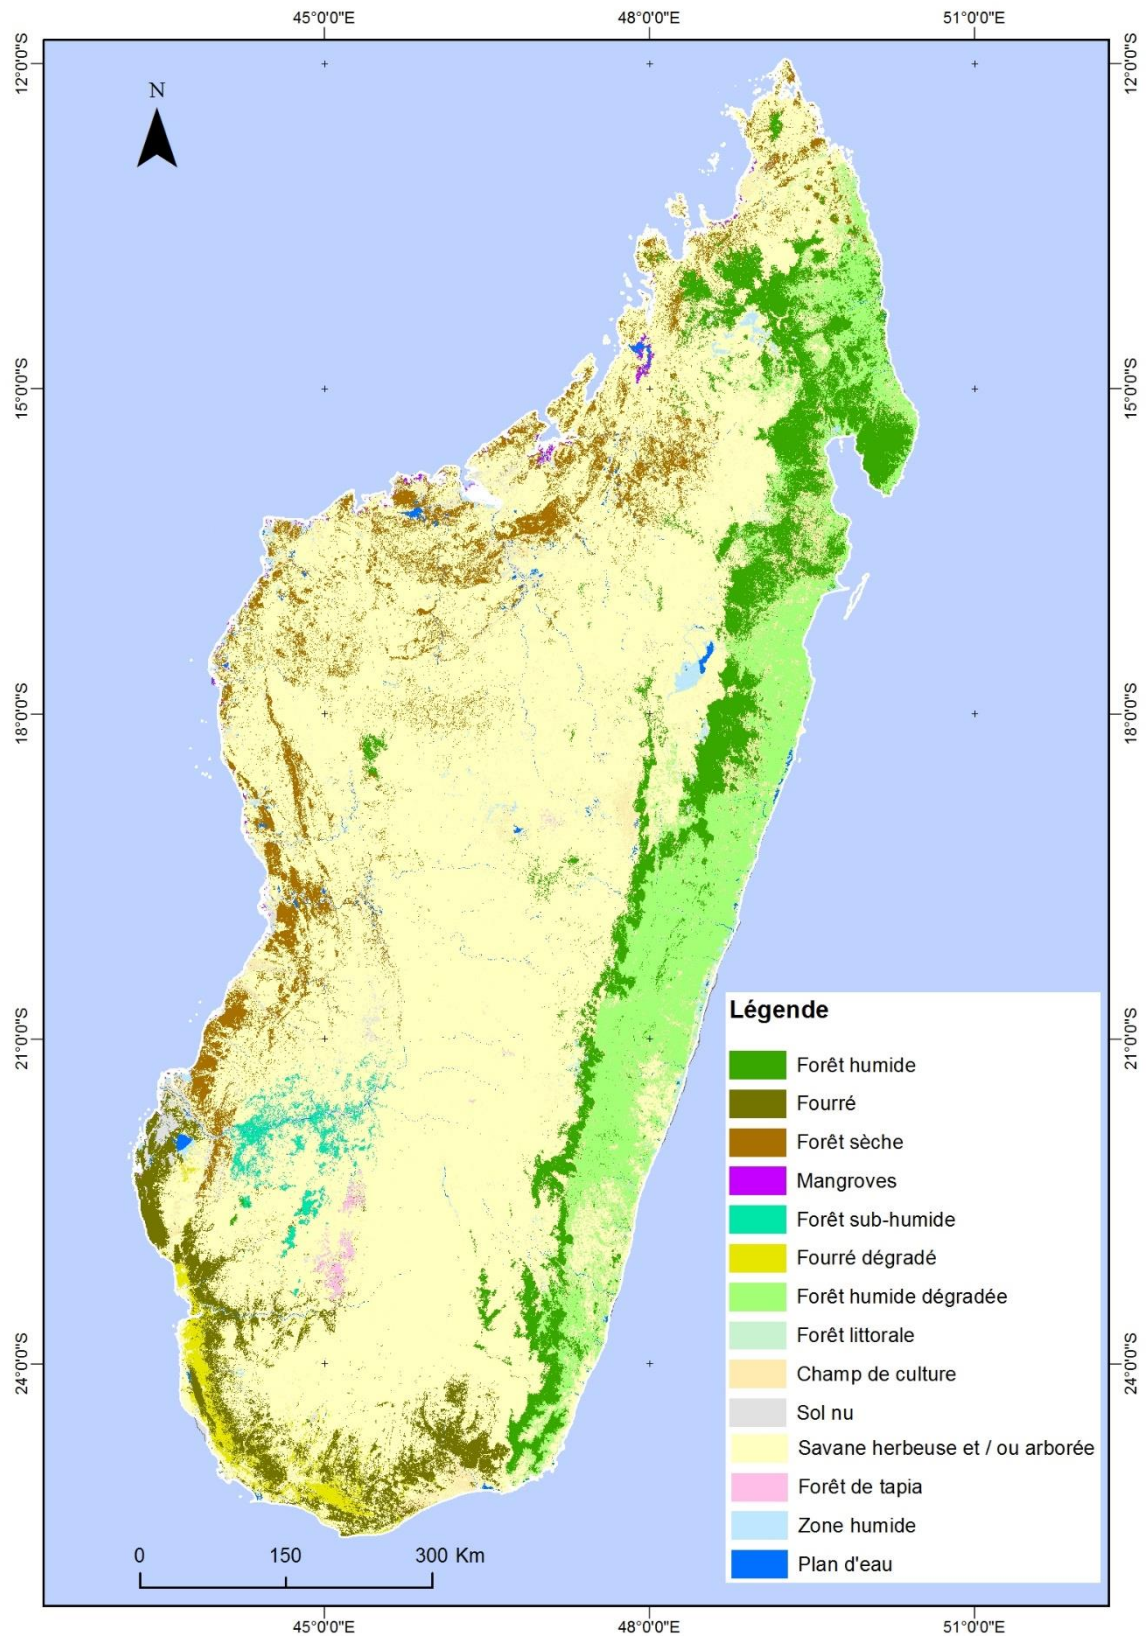 45°0'0"E
48°0'0"E
51°0'0"E
12°0'0"S
12°0'0"S
N
15°0'0"S
15°0'0"S
18°0'0"S
18°0'0"S
Légende
21°0'0"S
21°0'0"S
Forêt humide
Fourré
Forêt sèche
Mangroves
Forêt sub-humide
Fourré dégradé
Forêt humide dégradée
Forêt littorale
24°0'0"S
24°0'0"S
Champ de culture
Sol nu
Savane herbeuse et / ou arborée
Forêt de tapia
Zone humide
Plan d'eau
0 150 300 Km
45°0'0"E
48°0'0"E
51°0'0"E